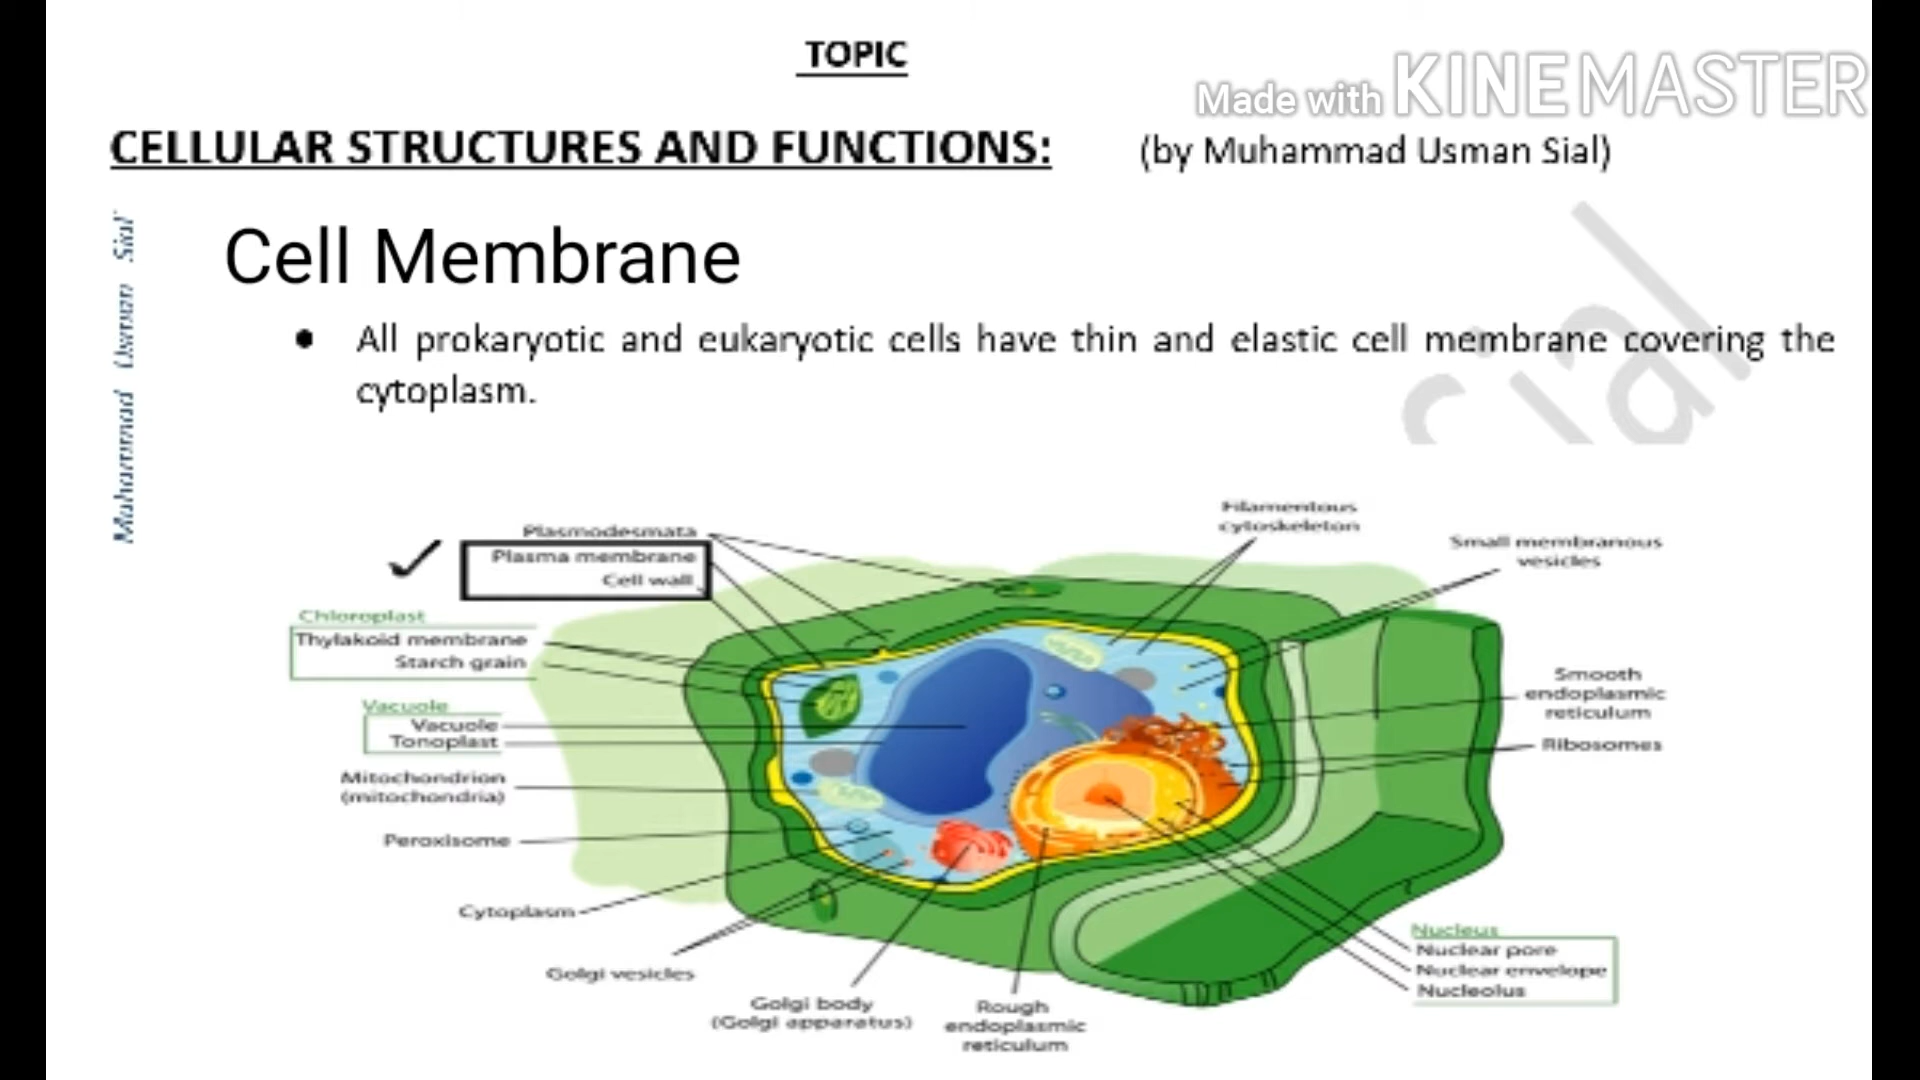 TOPIC
Made with KINEMASTER
CELLULAR STRUCTURES AND FUNCTIONS: (by Muhammad Usman Sial)
Muhammad Usman Sial
Cell Membrane
• All prokaryotic and eukaryotic cells have thin and elastic cell membrane covering the
cytoplasm.
Sial
Plasmodesmata
Plasma membrane
Cell wall
Chloroplast
Thylakoid membrane
Starch grain
Vacuole
Vacuole
Tonoplast
Mitochondrion
(mitochondria)
Peroxisome
Cytoplasm
Golgi vesicles
Golgi body
(Golgi apparatus)
Rough
endoplasmic
reticulum
Filamentous
cytoskeleton
Small membranous
vesicles
Smooth
endoplasmic
reticulum
Ribosomes
Nucleus
Nuclear pore
Nuclear envelope
Nucleolus